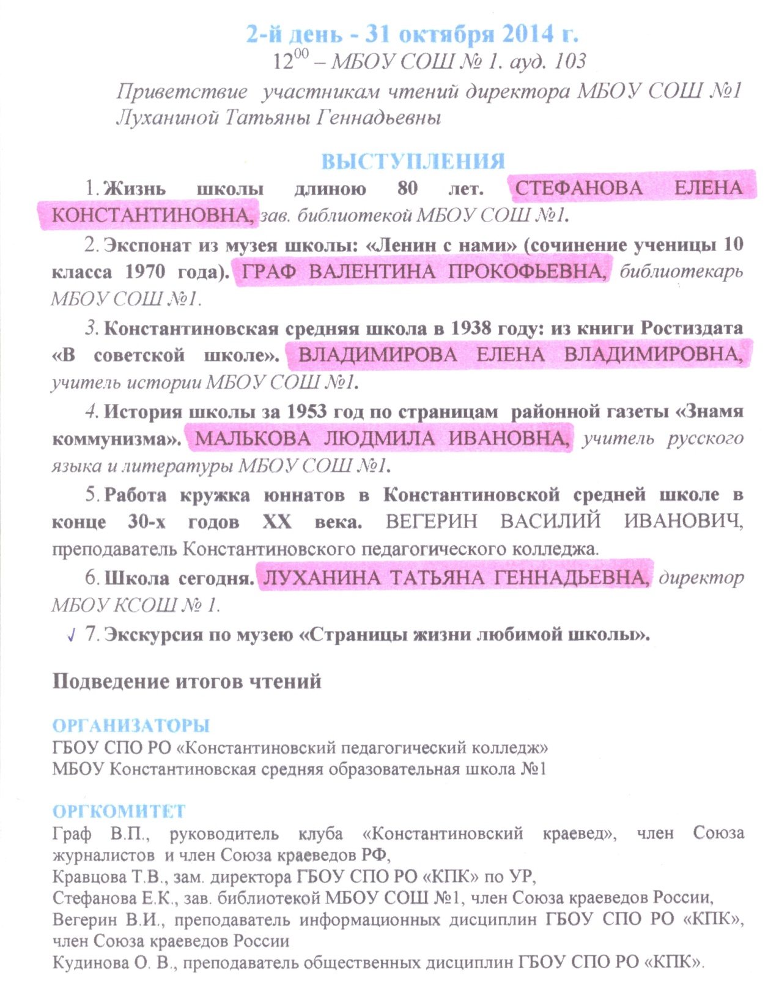 2-й день - 31 октября 2014 г.
12⁰⁰ – МБОУ СОШ № 1. ауд. 103
Приветствие участникам чтений директора МБОУ СОШ №1
Луханиной Татьяны Геннадьевны
ВЫСТУПЛЕНИЯ
1. Жизнь школы длиною 80 лет. СТЕФАНОВА ЕЛЕНА
КОНСТАНТИНОВНА, зав. библиотекой МБОУ СОШ №1.
2. Экспонат из музея школы: «Ленин с нами» (сочинение ученицы 10
класса 1970 года). ГРАФ ВАЛЕНТИНА ПРОКОФЬЕВНА, библиотекарь
МБОУ СОШ №1.
3. Константиновская средняя школа в 1938 году: из книги Ростиздата
«В советской школе». ВЛАДИМИРОВА ЕЛЕНА ВЛАДИМИРОВНА,
учитель истории МБОУ СОШ №1.
4. История школы за 1953 год по страницам районной газеты «Знамя
коммунизма». МАЛЬКОВА ЛЮДМИЛА ИВАНОВНА, учитель русского
языка и литературы МБОУ СОШ №1.
5. Работа кружка юннатов в Константиновской средней школе в
конце 30-х годов XX века. ВЕГЕРИН ВАСИЛИЙ ИВАНОВИЧ,
преподаватель Константиновского педагогического колледжа.
6. Школа сегодня. ЛУХАНИНА ТАТЬЯНА ГЕННАДЬЕВНА, директор
МБОУ КСОШ № 1.
✓ 7. Экскурсия по музею «Страницы жизни любимой школы».
Подведение итогов чтений
ОРГАНИЗАТОРЫ
ГБОУ СПО РО «Константиновский педагогический колледж»
МБОУ Константиновская средняя образовательная школа №1
ОРГКОМИТЕТ
Граф В.П., руководитель клуба «Константиновский краевед», член Союза
журналистов и член Союза краеведов РФ,
Кравцова Т.В., зам. директора ГБОУ СПО РО «КПК» по УР,
Стефанова Е.К., зав. библиотекой МБОУ СОШ №1, член Союза краеведов России,
Вегерин В.И., преподаватель информационных дисциплин ГБОУ СПО РО «КПК»,
член Союза краеведов России
Кудинова О. В., преподаватель общественных дисциплин ГБОУ СПО РО «КПК».